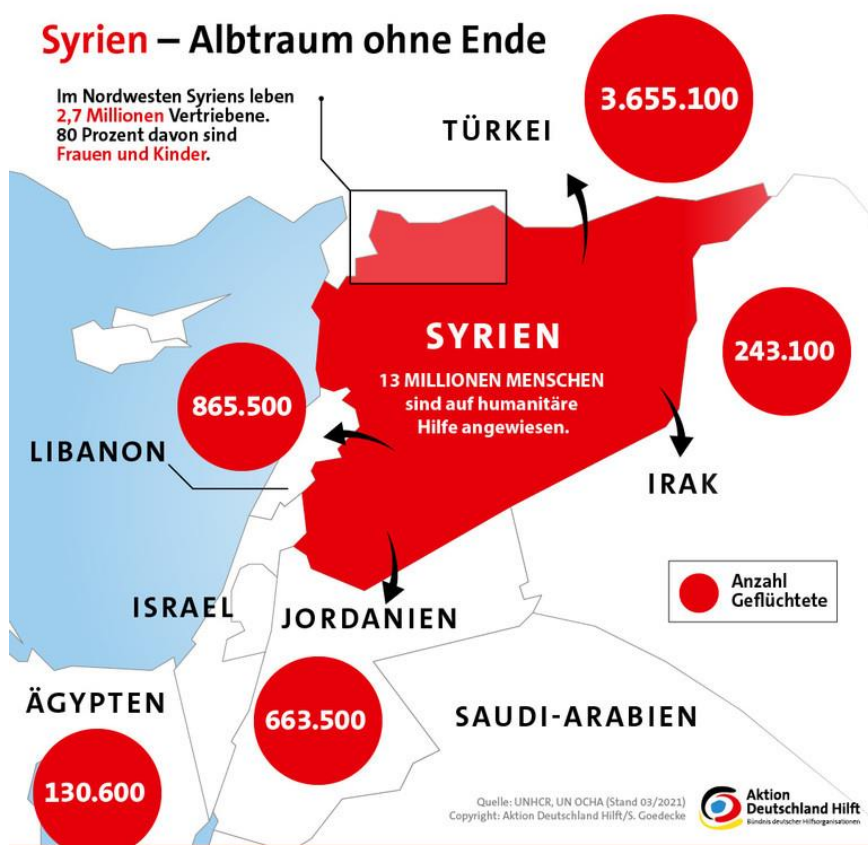 Syrien – Albtraum ohne Ende
Im Nordwesten Syriens leben
2,7 Millionen Vertriebene.
80 Prozent davon sind
Frauen und Kinder.
3.655.100
TÜRKEI
SYRIEN
13 MILLIONEN MENSCHEN
sind auf humanitäre
Hilfe angewiesen.
243.100
865.500
LIBANON
IRAK
Anzahl
Geflüchtete
ISRAEL
JORDANIEN
ÄGYPTEN
663.500
SAUDI-ARABIEN
130.600
Quelle: UNHCR, UN OCHA (Stand 03/2021)
Copyright: Aktion Deutschland Hilft/S. Goedecke
Aktion
Deutschland Hilft
Bündnis deutscher Hilfsorganisationen